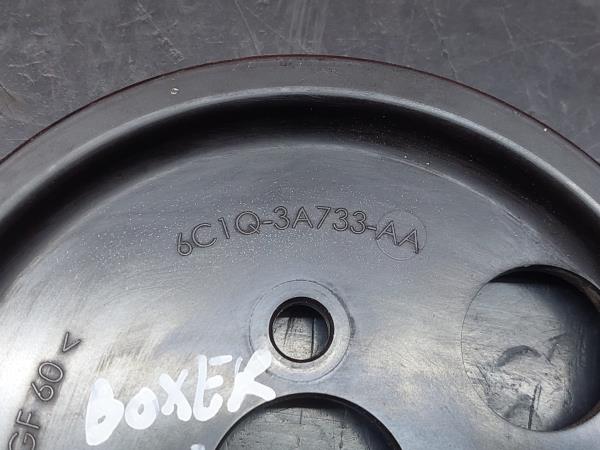 6C1Q-3A733-AA
GF 60 <
BOXER